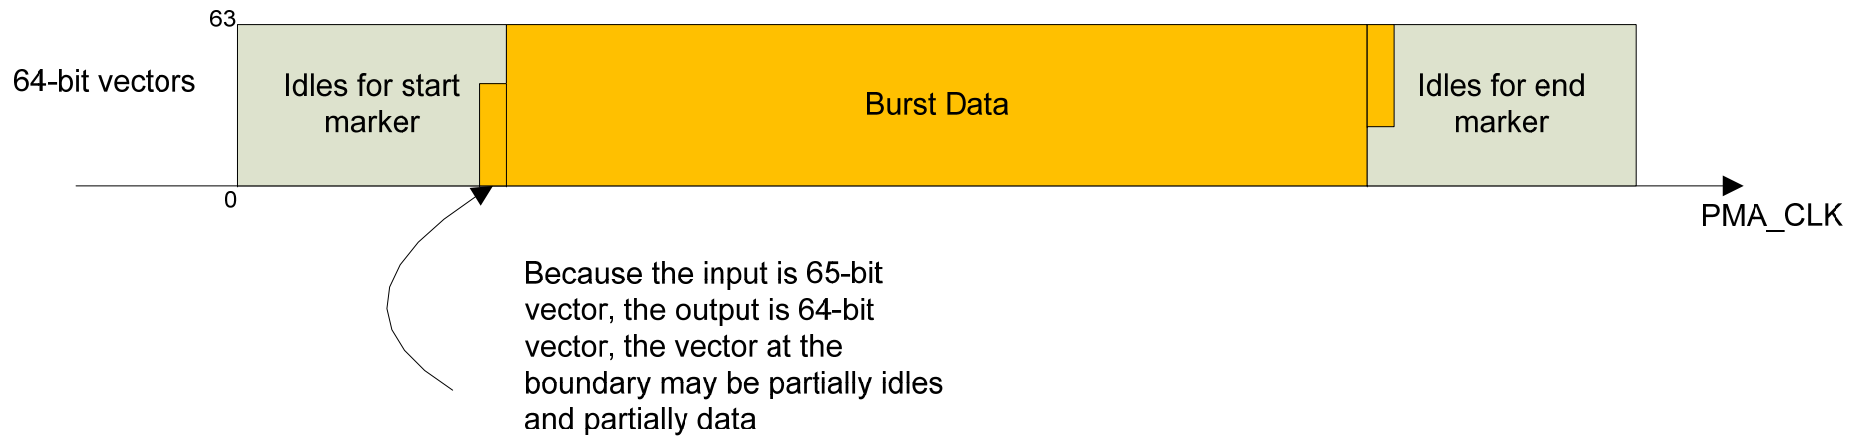 63
64-bit vectors
Idles for start
marker
Burst Data
Idles for end
marker
0
PMA_CLK
Because the input is 65-bit
vector, the output is 64-bit
vector, the vector at the
boundary may be partially idles
and partially data